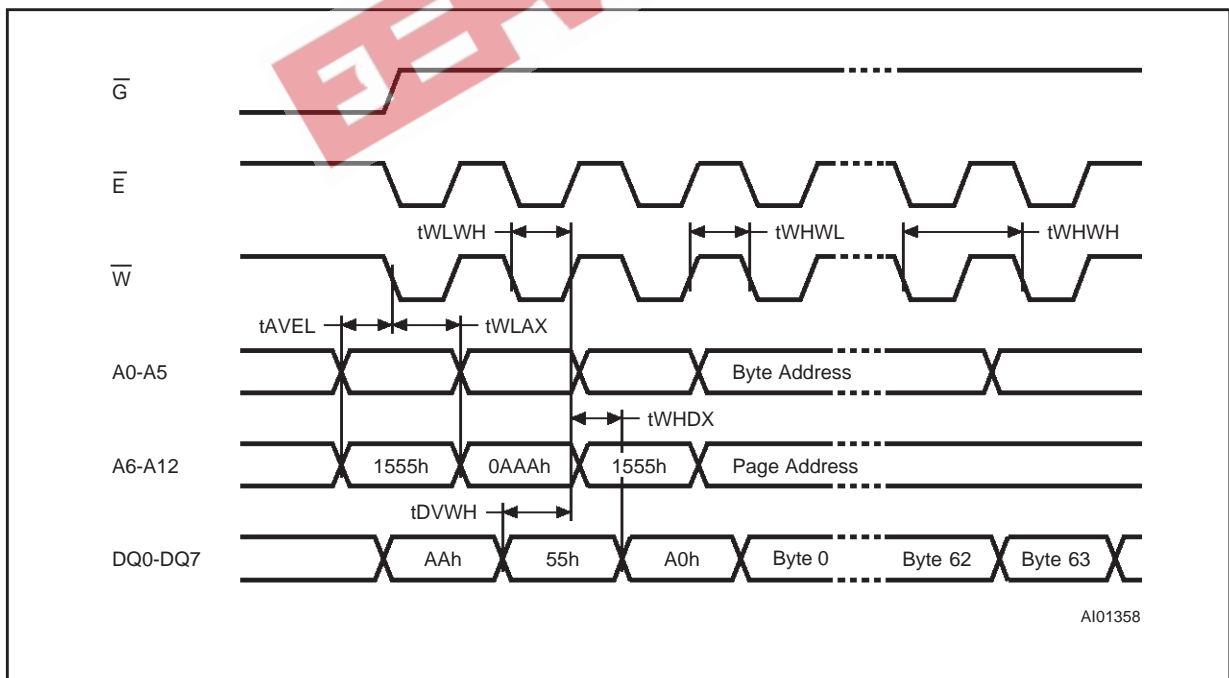 G
E
tWLWH tWHWL tWHWH
W
tAVEL tWLAX
A0-A5 Byte Address
tWHDX
A6-A12 1555h 0AAAh 1555h Page Address
tDVWH
DQ0-DQ7 AAh 55h A0h Byte 0 Byte 62 Byte 63
AI01358